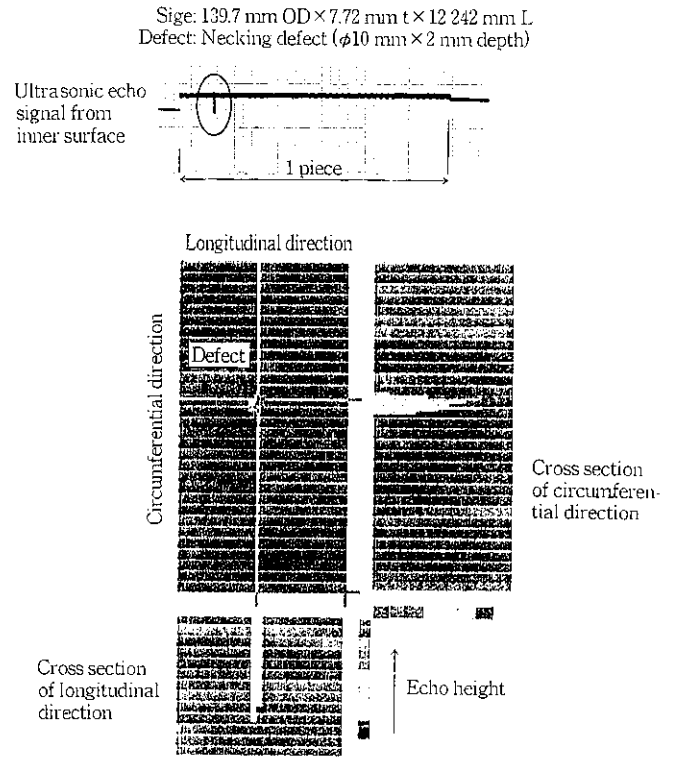 Sige: 139.7 mm OD × 7.72 mm t × 12 242 mm L
Defect: Necking defect (ϕ10 mm × 2 mm depth)
Ultrasonic echo
signal from
inner surface
1 piece
Longitudinal direction
Circumferential direction
Defect
Cross section
of circumferen-
tial direction
Cross section
of longitudinal
direction
Echo height